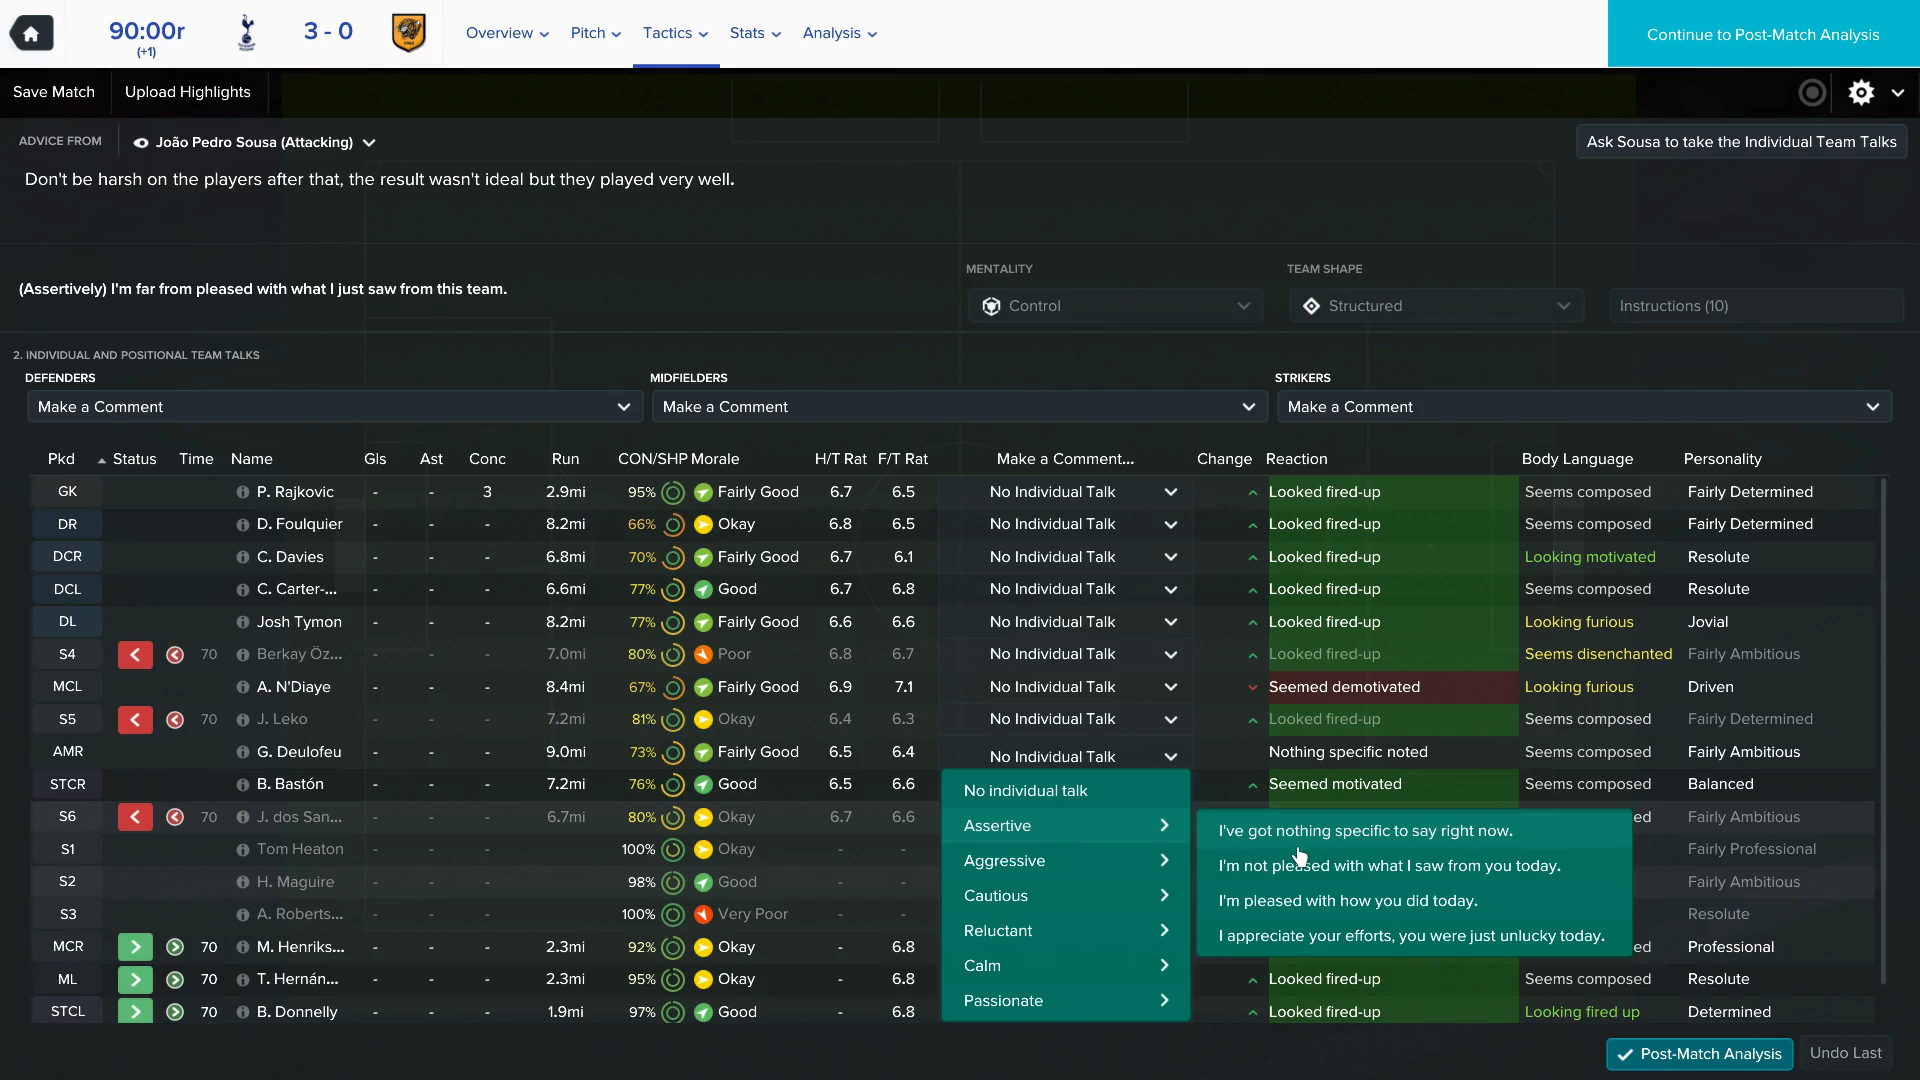 90:00r
(+1)
3 - 0
Overview Pitch Tactics Stats Analysis
Continue to Post-Match Analysis
Save Match Upload Highlights
ADVICE FROM João Pedro Sousa (Attacking)
Ask Sousa to take the Individual Team Talks
Don't be harsh on the players after that, the result wasn't ideal but they played very well.
MENTALITY TEAM SHAPE
(Assertively) I'm far from pleased with what I just saw from this team.
Control Structured Instructions (10)
2. INDIVIDUAL AND POSITIONAL TEAM TALKS
DEFENDERS MIDFIELDERS STRIKERS
Make a Comment Make a Comment Make a Comment
Pkd Status Time Name Gls Ast Conc Run CON/SHP Morale H/T Rat F/T Rat Make a Comment... Change Reaction Body Language Personality
GK P. Rajkovic - - 3 2.9mi 95% Fairly Good 6.7 6.5 No Individual Talk Looked fired-up Seems composed Fairly Determined
DR D. Foulquier - - - 8.2mi 66% Okay 6.8 6.5 No Individual Talk Looked fired-up Seems composed Fairly Determined
DCR C. Davies - - - 6.8mi 70% Fairly Good 6.7 6.1 No Individual Talk Looked fired-up Looking motivated Resolute
DCL C. Carter-... - - - 6.6mi 77% Good 6.7 6.8 No Individual Talk Looked fired-up Seems composed Resolute
DL Josh Tymon - - - 8.2mi 77% Fairly Good 6.6 6.6 No Individual Talk Looked fired-up Looking furious Jovial
S4 70 Berkay Öz... - - - 7.0mi 80% Poor 6.8 6.7 No Individual Talk Looked fired-up Seems disenchanted Fairly Ambitious
MCL A. N'Diaye - - - 8.4mi 67% Fairly Good 6.9 7.1 No Individual Talk Seemed demotivated Looking furious Driven
S5 70 J. Leko - - - 7.2mi 81% Okay 6.4 6.3 No Individual Talk Looked fired-up Seems composed Fairly Determined
AMR G. Deulofeu - - - 9.0mi 73% Fairly Good 6.5 6.4 No Individual Talk Nothing specific noted Seems composed Fairly Ambitious
STCR B. Bastón - - - 7.2mi 76% Good 6.5 6.6 Seemed motivated Seems composed Balanced
S6 70 J. dos San... - - - 6.7mi 80% Okay 6.7 6.6 ed Fairly Ambitious
S1 Tom Heaton - - - 100% Okay - - Fairly Professional
S2 H. Maguire - - - 98% Good - - Fairly Ambitious
S3 A. Roberts... - - - 100% Very Poor - - Resolute
MCR 70 M. Henriks... - - - 2.3mi 92% Okay - 6.8 ed Professional
ML 70 T. Hernán... - - - 2.3mi 95% Okay - 6.8 Looked fired-up Seems composed Resolute
STCL 70 B. Donnelly - - - 1.9mi 97% Good - 6.8 Looked fired-up Looking fired up Determined
No individual talk
Assertive
Aggressive
Cautious
Reluctant
Calm
Passionate
I've got nothing specific to say right now.
I'm not pleased with what I saw from you today.
I'm pleased with how you did today.
I appreciate your efforts, you were just unlucky today.
Post-Match Analysis Undo Last